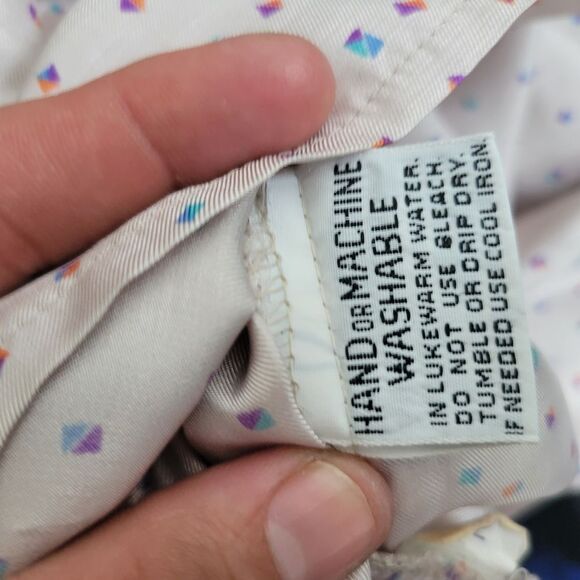 HAND OR MACHINE
WASHABLE
IN LUKEWARM WATER.
DO NOT USE BLEACH.
TUMBLE OR DRIP DRY.
IF NEEDED USE COOL IRON.